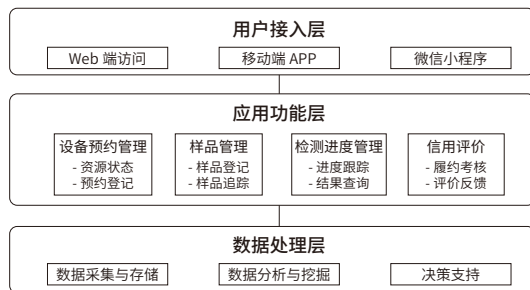 用户接入层
Web 端访问
移动端 APP
微信小程序
应用功能层
设备预约管理
- 资源状态
- 预约登记
样品管理
- 样品登记
- 样品追踪
检测进度管理
- 进度跟踪
- 结果查询
信用评价
- 履约考核
- 评价反馈
数据处理层
数据采集与存储
数据分析与挖掘
决策支持